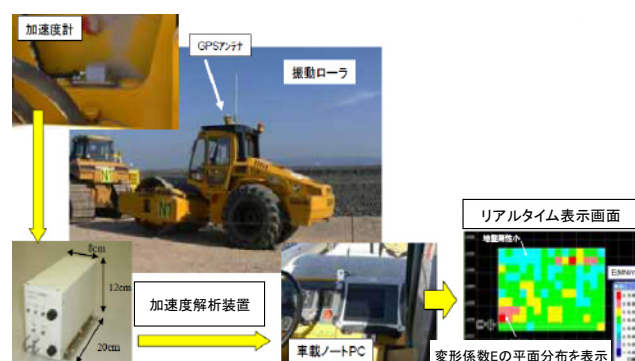 加速度計
GPSアンテナ
振動ローラ
リアルタイム表示画面
地盤剛性小
8cm
12cm
20cm
加速度解析装置
車載ノートPC
変形係数Eの平面分布を表示